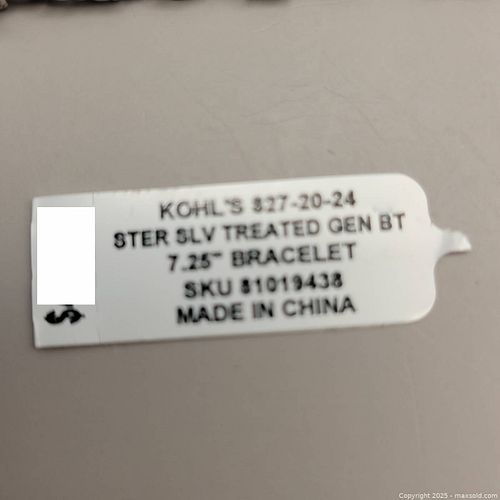 KOHL'S 827-20-24
STER SLV TREATED GEN BT
7.25" BRACELET
SKU 81019438
MADE IN CHINA
$
Copyright 2025 - maxsold.com